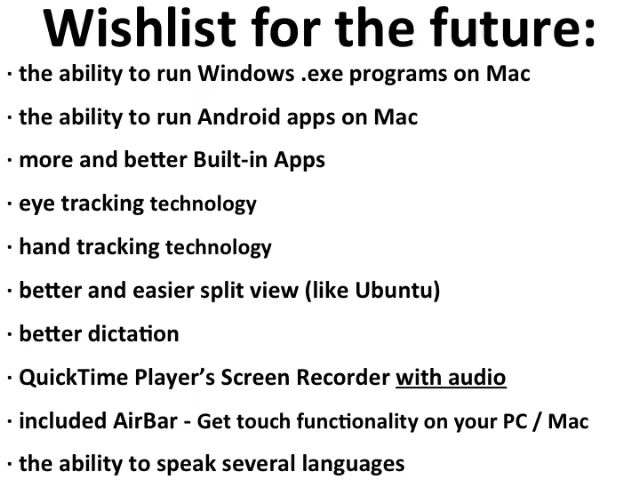 Wishlist for the future:
· the ability to run Windows .exe programs on Mac
· the ability to run Android apps on Mac
· more and better Built-in Apps
· eye tracking technology
· hand tracking technology
· better and easier split view (like Ubuntu)
· better dictation
· QuickTime Player’s Screen Recorder with audio
· included AirBar - Get touch functionality on your PC / Mac
· the ability to speak several languages